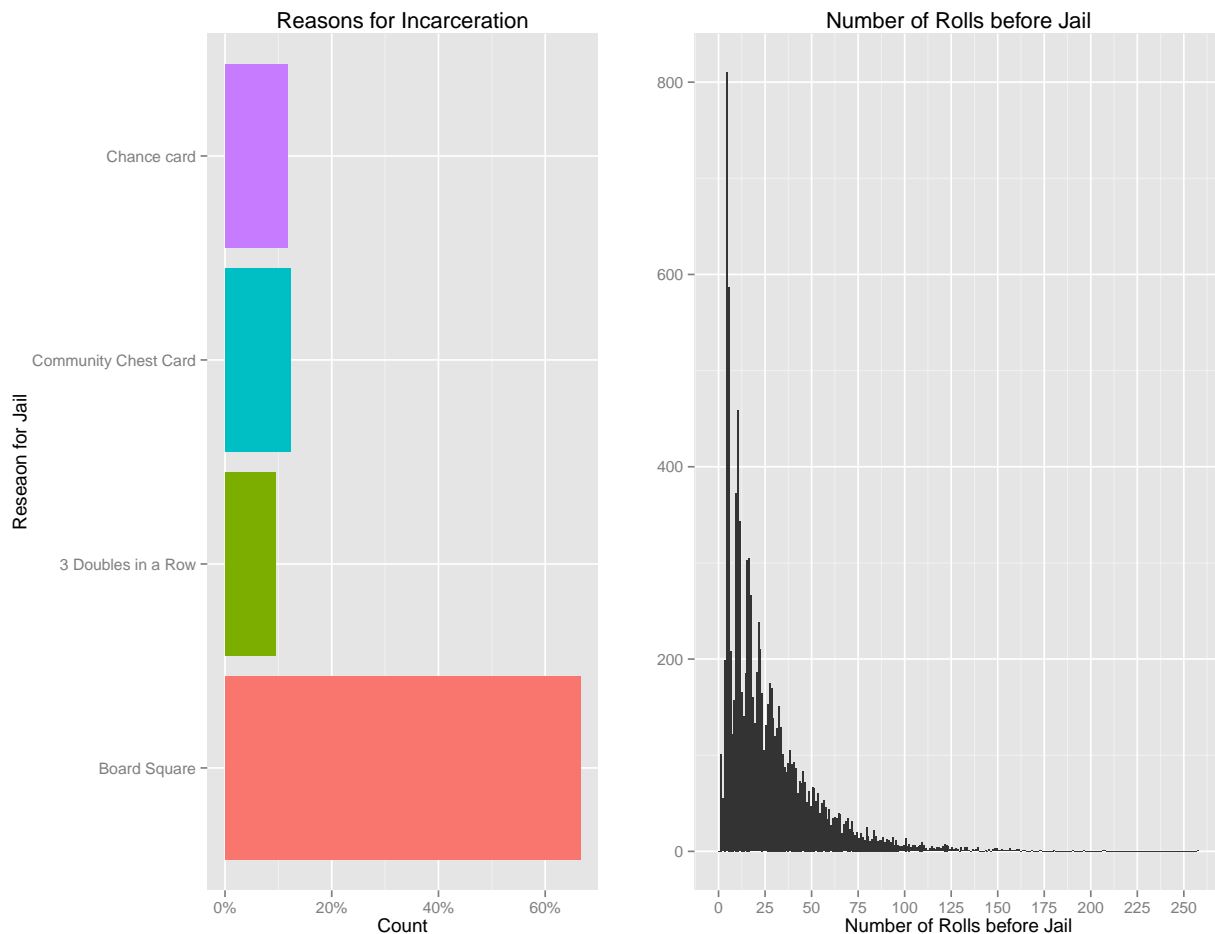 Reasons for Incarceration
Reseaon for Jail
Chance card
Community Chest Card
3 Doubles in a Row
Board Square
0% 20% 40% 60%
Count
Number of Rolls before Jail
800
600
400
200
0
0 25 50 75 100 125 150 175 200 225 250
Number of Rolls before Jail